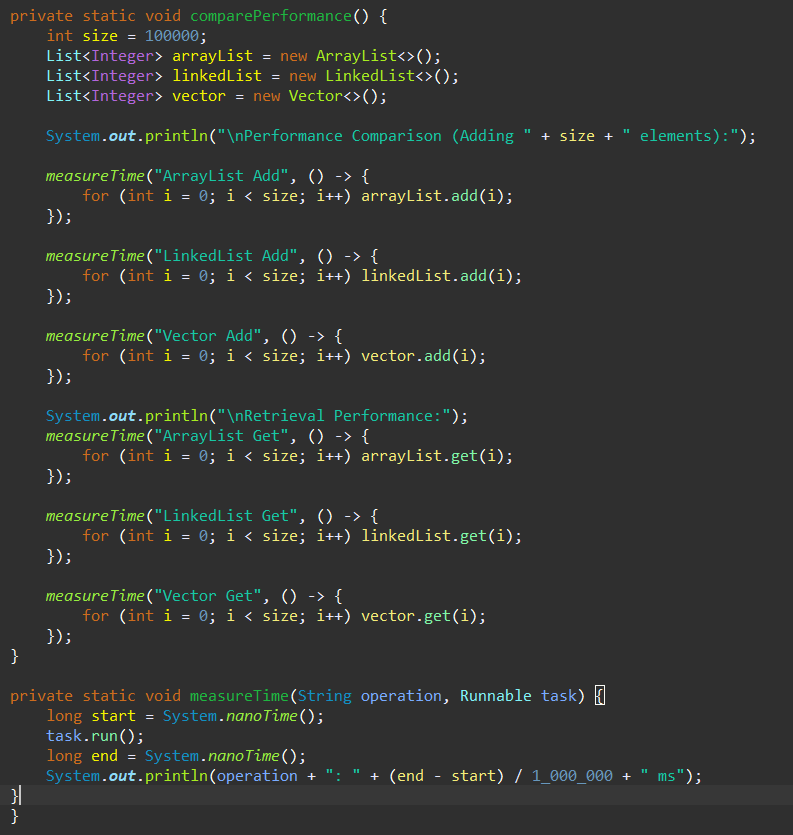 private static void comparePerformance() {
    int size = 100000;
    List<Integer> arrayList = new ArrayList<>();
    List<Integer> linkedList = new LinkedList<>();
    List<Integer> vector = new Vector<>();

    System.out.println("\nPerformance Comparison (Adding " + size + " elements):");

    measureTime("ArrayList Add", () -> {
        for (int i = 0; i < size; i++) arrayList.add(i);
    });

    measureTime("LinkedList Add", () -> {
        for (int i = 0; i < size; i++) linkedList.add(i);
    });

    measureTime("Vector Add", () -> {
        for (int i = 0; i < size; i++) vector.add(i);
    });

    System.out.println("\nRetrieval Performance:");
    measureTime("ArrayList Get", () -> {
        for (int i = 0; i < size; i++) arrayList.get(i);
    });

    measureTime("LinkedList Get", () -> {
        for (int i = 0; i < size; i++) linkedList.get(i);
    });

    measureTime("Vector Get", () -> {
        for (int i = 0; i < size; i++) vector.get(i);
    });
}

private static void measureTime(String operation, Runnable task) {
    long start = System.nanoTime();
    task.run();
    long end = System.nanoTime();
    System.out.println(operation + ": " + (end - start) / 1_000_000 + " ms");
}
}